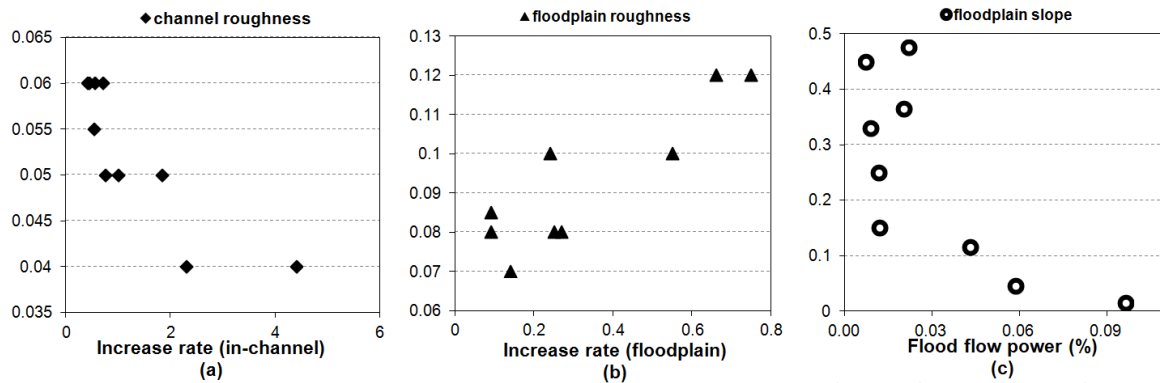 channel roughness
0.065
0.06
0.055
0.05
0.045
0.04
0.035
0 2 4 6
Increase rate (in-channel)
(a)
floodplain roughness
0.13
0.12
0.11
0.1
0.09
0.08
0.07
0.06
0 0.2 0.4 0.6 0.8
Increase rate (floodplain)
(b)
floodplain slope
0.5
0.4
0.3
0.2
0.1
0
0.00 0.03 0.06 0.09
Flood flow power (%)
(c)